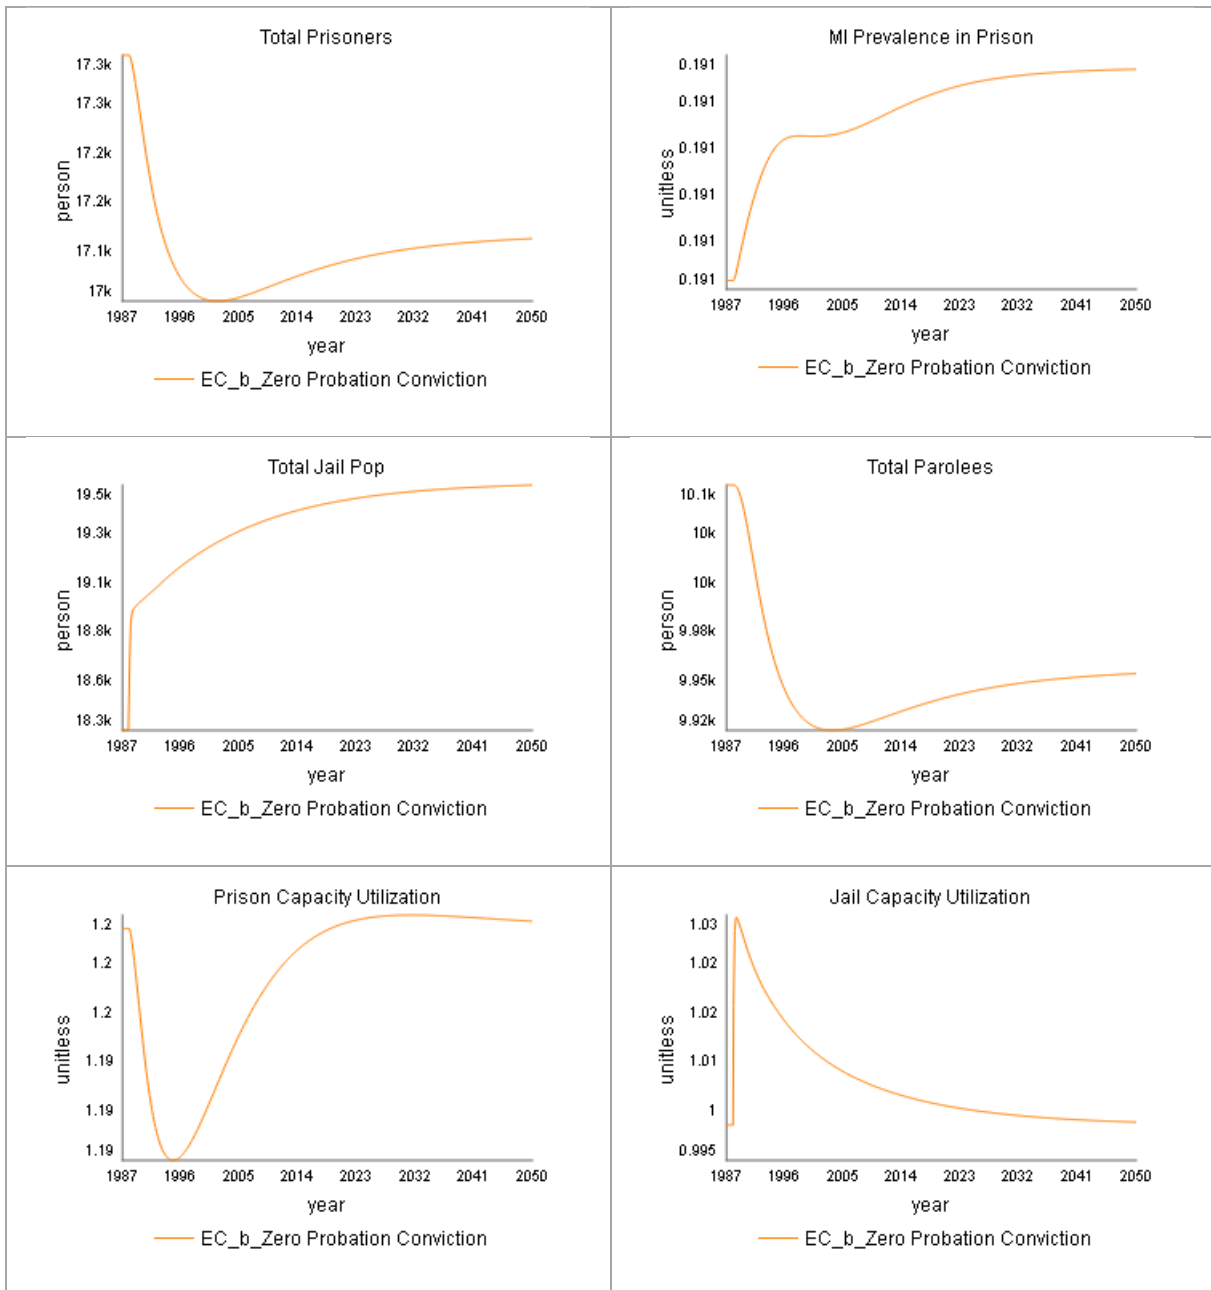 Total Prisoners
17.3k
17.3k
17.2k
17.2k
17.1k
17k
person
1987 1996 2005 2014 2023 2032 2041 2050
year
EC_b_Zero Probation Conviction
MI Prevalence in Prison
0.191
0.191
0.191
0.191
0.191
0.191
unitless
1987 1996 2005 2014 2023 2032 2041 2050
year
EC_b_Zero Probation Conviction
Total Jail Pop
19.5k
19.3k
19.1k
18.8k
18.6k
18.3k
person
1987 1996 2005 2014 2023 2032 2041 2050
year
EC_b_Zero Probation Conviction
Total Parolees
10.1k
10k
10k
9.98k
9.95k
9.92k
person
1987 1996 2005 2014 2023 2032 2041 2050
year
EC_b_Zero Probation Conviction
Prison Capacity Utilization
1.2
1.2
1.2
1.19
1.19
1.19
unitless
1987 1996 2005 2014 2023 2032 2041 2050
year
EC_b_Zero Probation Conviction
Jail Capacity Utilization
1.03
1.02
1.02
1.01
1
0.995
unitless
1987 1996 2005 2014 2023 2032 2041 2050
year
EC_b_Zero Probation Conviction